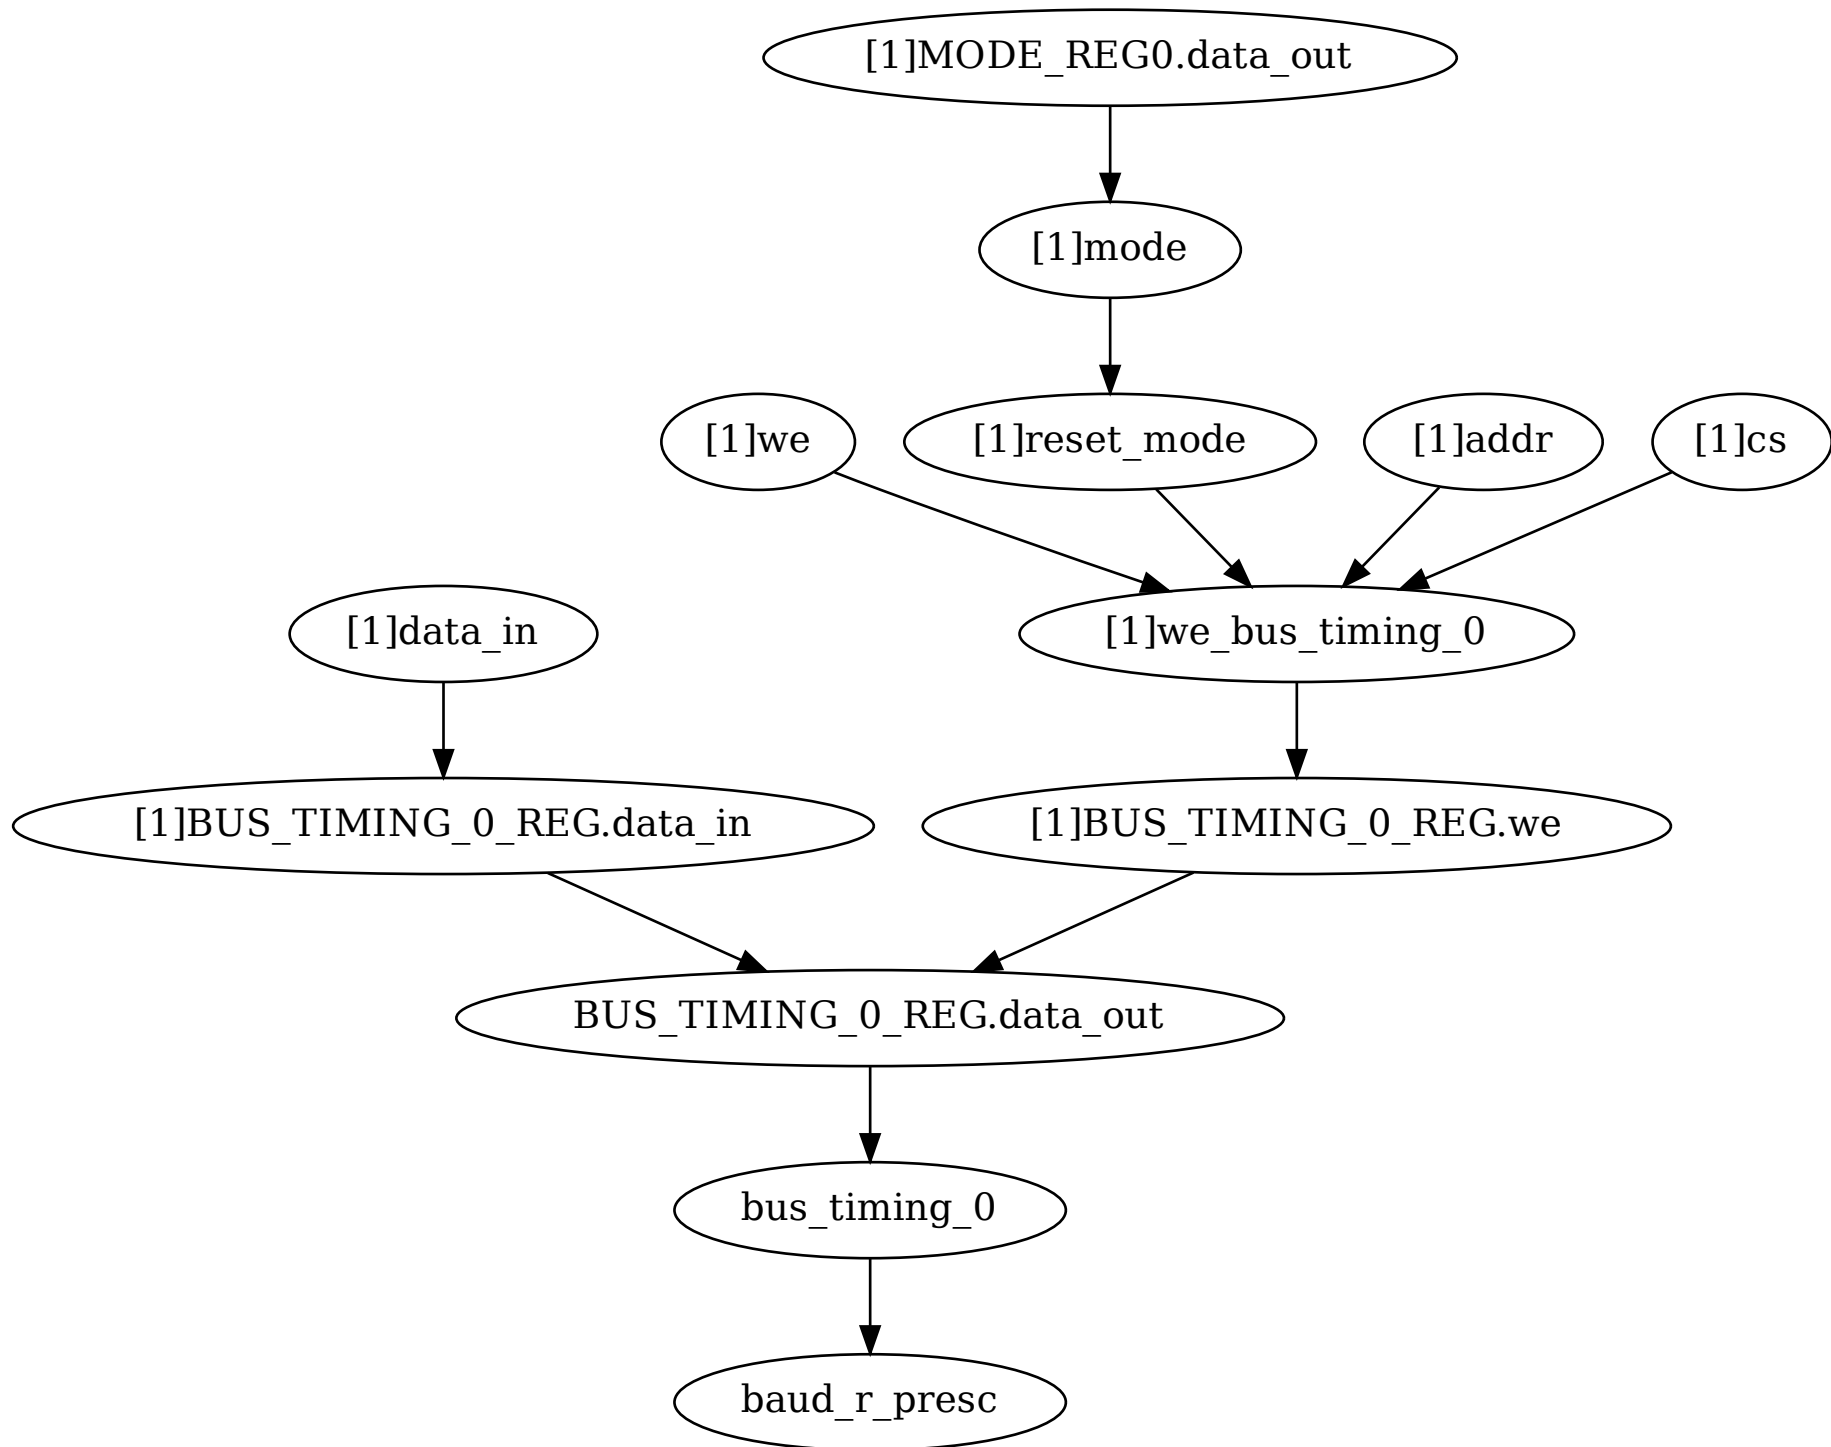 [1]MODE_REG0.data_out
[1]mode
[1]we
[1]reset_mode
[1]addr
[1]cs
[1]data_in
[1]we_bus_timing_0
[1]BUS_TIMING_0_REG.data_in
[1]BUS_TIMING_0_REG.we
BUS_TIMING_0_REG.data_out
bus_timing_0
baud_r_presc